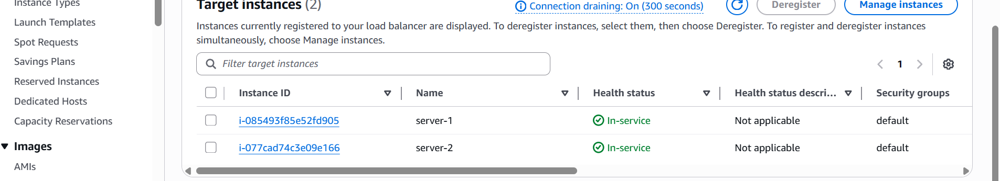 Instance Types
Launch Templates
Spot Requests
Savings Plans
Reserved Instances
Dedicated Hosts
Capacity Reservations
Images
AMIs
Target instances (2)
Connection draining: On (300 seconds)
Deregister
Manage instances
Instances currently registered to your load balancer are displayed. To deregister instances, select them, then choose Deregister. To register and deregister instances
simultaneously, choose Manage instances.
Filter target instances
1
Instance ID Name Health status Health status descri... Security groups
i-085493f85e52fd905 server-1 In-service Not applicable default
i-077cad74c3e09e166 server-2 In-service Not applicable default